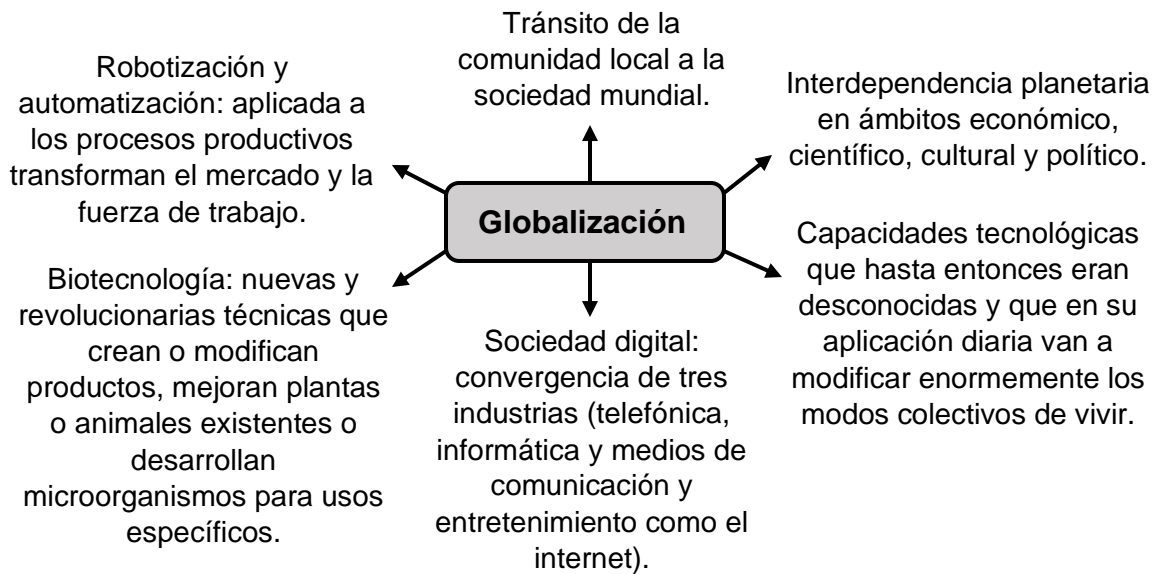 Tránsito de la
comunidad local a la
sociedad mundial.
Robotización y
automatización: aplicada a
los procesos productivos
transforman el mercado y la
fuerza de trabajo.
Interdependencia planetaria
en ámbitos económico,
científico, cultural y político.
Globalización
Biotecnología: nuevas y
revolucionarias técnicas que
crean o modifican
productos, mejoran plantas
o animales existentes o
desarrollan
microorganismos para usos
específicos.
Sociedad digital:
convergencia de tres
industrias (telefónica,
informática y medios de
comunicación y
entretenimiento como el
internet).
Capacidades tecnológicas
que hasta entonces eran
desconocidas y que en su
aplicación diaria van a
modificar enormemente los
modos colectivos de vivir.